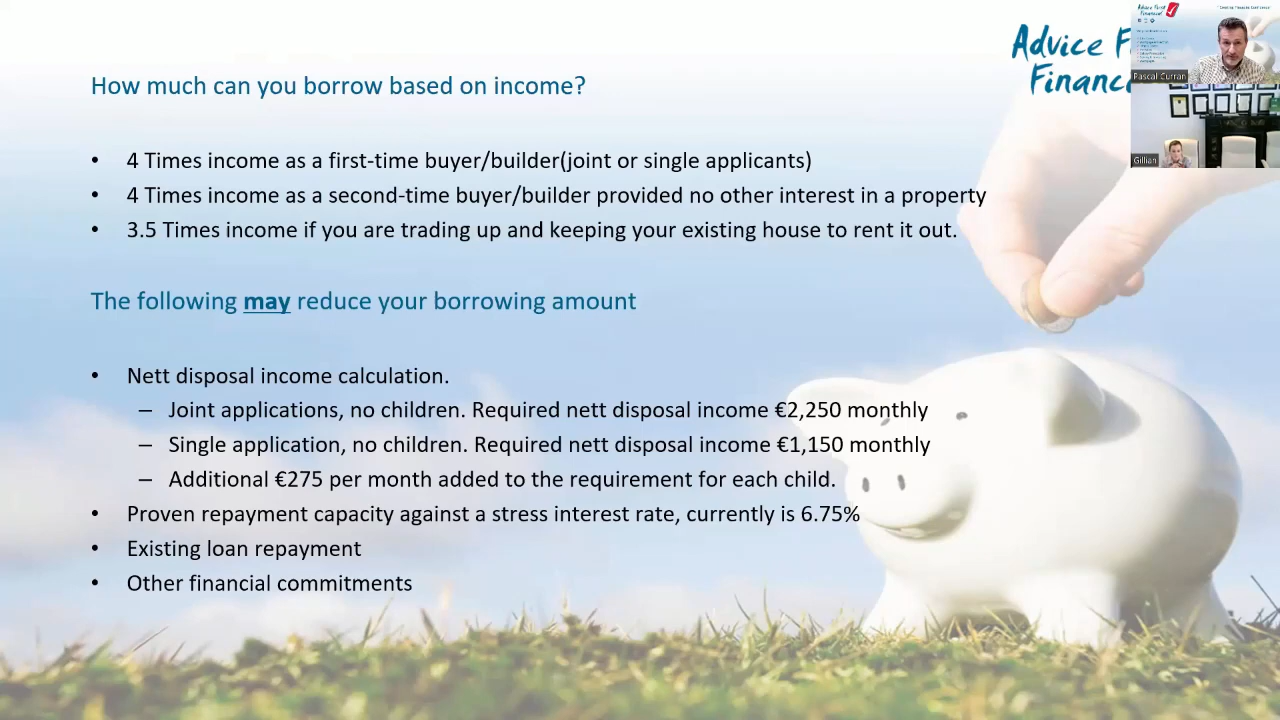 How much can you borrow based on income?
• 4 Times income as a first-time buyer/builder(joint or single applicants)
• 4 Times income as a second-time buyer/builder provided no other interest in a property
• 3.5 Times income if you are trading up and keeping your existing house to rent it out.
The following may reduce your borrowing amount
• Nett disposal income calculation.
– Joint applications, no children. Required nett disposal income €2,250 monthly
– Single application, no children. Required nett disposal income €1,150 monthly
– Additional €275 per month added to the requirement for each child.
• Proven repayment capacity against a stress interest rate, currently is 6.75%
• Existing loan repayment
• Other financial commitments
Advice F
Financ
Advice First
Financial
Pascal Curran
Gillian